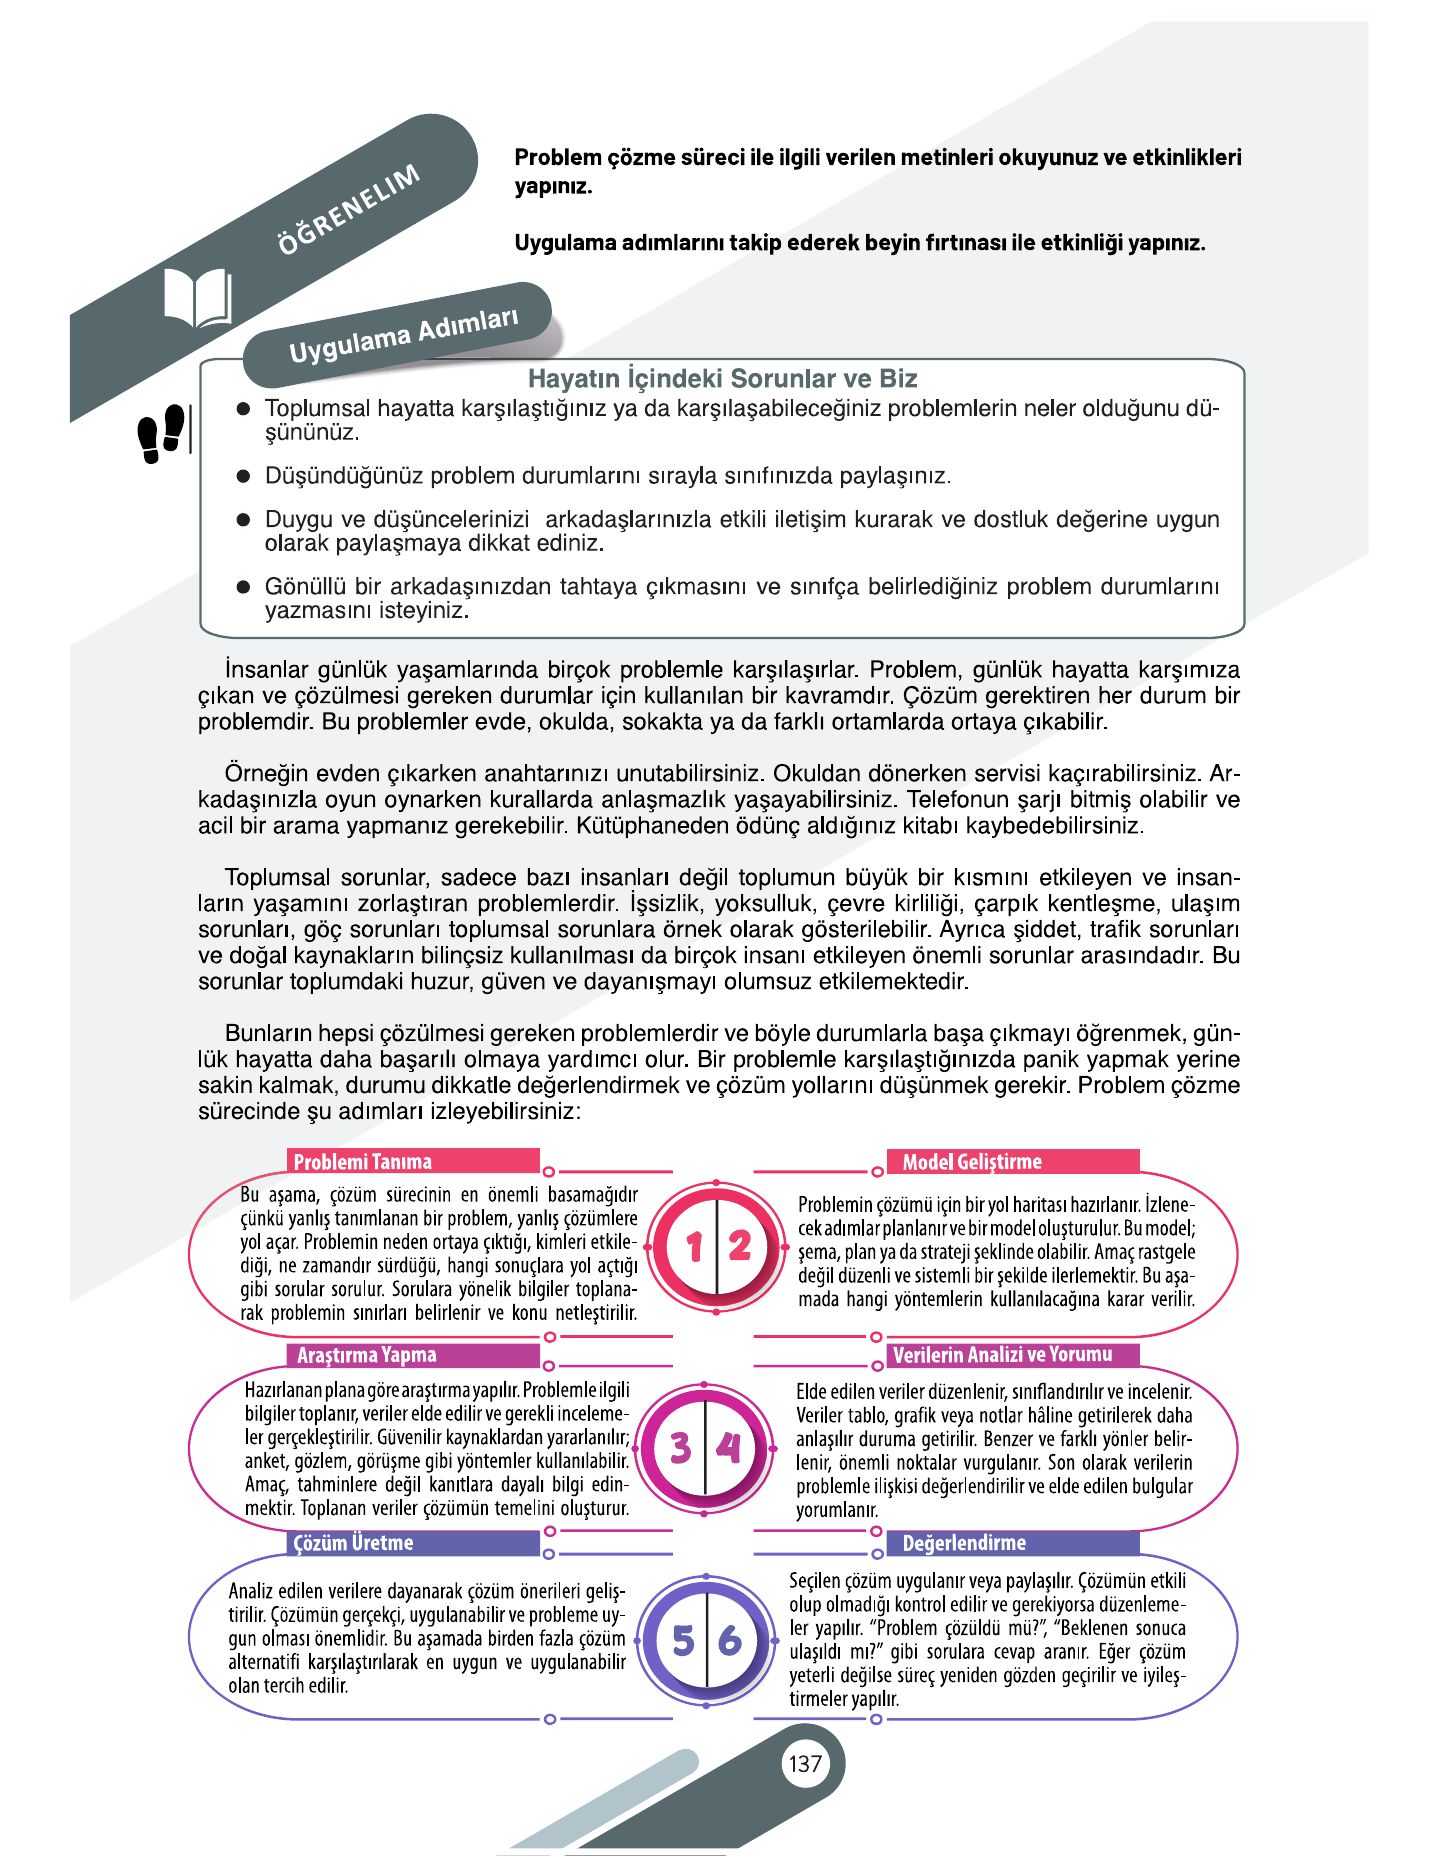 ÖĞRENELIM
Problem çözme süreci ile ilgili verilen metinleri okuyunuz ve etkinlikleri
yapınız.
Uygulama adımlarını takip ederek beyin fırtınası ile etkinliği yapınız.
Uygulama Adımları
Hayatın İçindeki Sorunlar ve Biz
● Toplumsal hayatta karşılaştığınız ya da karşılaşabileceğiniz problemlerin neler olduğunu dü-
şününüz.
● Düşündüğünüz problem durumlarını sırayla sınıfınızda paylaşınız.
● Duygu ve düşüncelerinizi arkadaşlarınızla etkili iletişim kurarak ve dostluk değerine uygun
olarak paylaşmaya dikkat ediniz.
● Gönüllü bir arkadaşınızdan tahtaya çıkmasını ve sınıfça belirlediğiniz problem durumlarını
yazmasını isteyiniz.
İnsanlar günlük yaşamlarında birçok problemle karşılaşırlar. Problem, günlük hayatta karşımıza
çıkan ve çözülmesi gereken durumlar için kullanılan bir kavramdır. Çözüm gerektiren her durum bir
problemdir. Bu problemler evde, okulda, sokakta ya da farklı ortamlarda ortaya çıkabilir.
Örneğin evden çıkarken anahtarınızı unutabilirsiniz. Okuldan dönerken servisi kaçırabilirsiniz. Ar-
kadaşınızla oyun oynarken kurallarda anlaşmazlık yaşayabilirsiniz. Telefonun şarjı bitmiş olabilir ve
acil bir arama yapmanız gerekebilir. Kütüphaneden ödünç aldığınız kitabı kaybedebilirsiniz.
Toplumsal sorunlar, sadece bazı insanları değil toplumun büyük bir kısmını etkileyen ve insan-
ların yaşamını zorlaştıran problemlerdir. İşsizlik, yoksulluk, çevre kirliliği, çarpık kentleşme, ulaşım
sorunları, göç sorunları toplumsal sorunlara örnek olarak gösterilebilir. Ayrıca şiddet, trafik sorunları
ve doğal kaynakların bilinçsiz kullanılması da birçok insanı etkileyen önemli sorunlar arasındadır. Bu
sorunlar toplumdaki huzur, güven ve dayanışmayı olumsuz etkilemektedir.
Bunların hepsi çözülmesi gereken problemlerdir ve böyle durumlarla başa çıkmayı öğrenmek, gün-
lük hayatta daha başarılı olmaya yardımcı olur. Bir problemle karşılaştığınızda panik yapmak yerine
sakin kalmak, durumu dikkatle değerlendirmek ve çözüm yollarını düşünmek gerekir. Problem çözme
sürecinde şu adımları izleyebilirsiniz:
Problemi Tanıma
Bu aşama, çözüm sürecinin en önemli basamağıdır
çünkü yanlış tanımlanan bir problem, yanlış çözümlere
yol açar. Problemin neden ortaya çıktığı, kimleri etkile-
diği, ne zamandır sürdüğü, hangi sonuçlara yol açtığı
gibi sorular sorulur. Sorulara yönelik bilgiler toplana-
rak problemin sınırları belirlenir ve konu netleştirilir.
1 2
Model Geliştirme
Problemin çözümü için bir yol haritası hazırlanır. İzlene-
cek adımlar planlanır ve bir model oluşturulur. Bu model;
şema, plan ya da strateji şeklinde olabilir. Amaç rastgele
değil düzenli ve sistemli bir şekilde ilerlemektir. Bu aşa-
mada hangi yöntemlerin kullanılacağına karar verilir.
Araştırma Yapma
Hazırlanan plana göre araştırma yapılır. Problemle ilgili
bilgiler toplanır, veriler elde edilir ve gerekli inceleme-
ler gerçekleştirilir. Güvenilir kaynaklardan yararlanılır;
anket, gözlem, görüşme gibi yöntemler kullanılabilir.
Amaç, tahminlere değil kanıtlara dayalı bilgi edin-
mektir. Toplanan veriler çözümün temelini oluşturur.
3 4
Verilerin Analizi ve Yorumu
Elde edilen veriler düzenlenir, sınıflandırılır ve incelenir.
Veriler tablo, grafik veya notlar hâline getirilerek daha
anlaşılır duruma getirilir. Benzer ve farklı yönler belir-
lenir, önemli noktalar vurgulanır. Son olarak verilerin
problemle ilişkisi değerlendirilir ve elde edilen bulgular
yorumlanır.
Çözüm Üretme
Analiz edilen verilere dayanarak çözüm önerileri geliş-
tirilir. Çözümün gerçekçi, uygulanabilir ve probleme uy-
gun olması önemlidir. Bu aşamada birden fazla çözüm
alternatifi karşılaştırılarak en uygun ve uygulanabilir
olan tercih edilir.
5 6
Değerlendirme
Seçilen çözüm uygulanır veya paylaşılır. Çözümün etkili
olup olmadığı kontrol edilir ve gerekiyorsa düzenleme-
ler yapılır. “Problem çözüldü mü?”, “Beklenen sonuca
ulaşıldı mı?” gibi sorulara cevap aranır. Eğer çözüm
yeterli değilse süreç yeniden gözden geçirilir ve iyileş-
tirmeler yapılır.
137